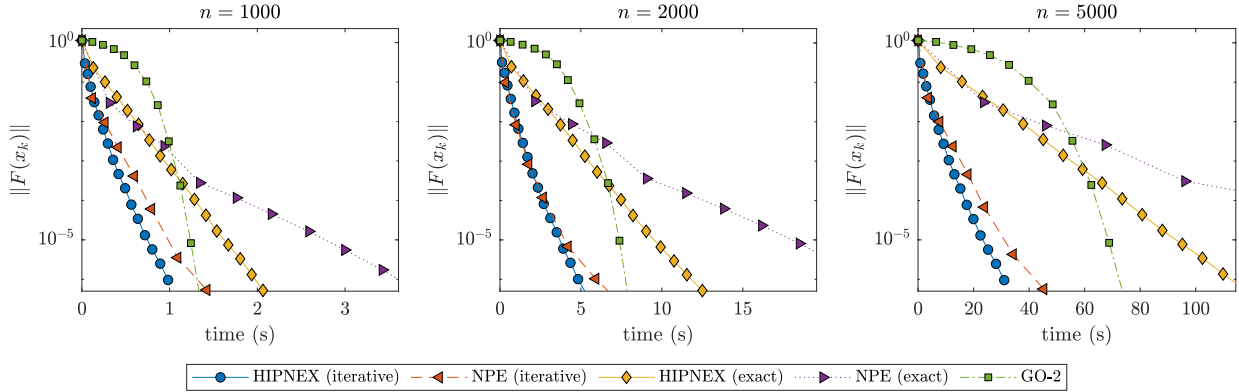 n = 1000
n = 2000
n = 5000
10^0
10^-5
‖F(x_k)‖
0 1 2 3
time (s)
10^0
10^-5
‖F(x_k)‖
0 5 10 15
time (s)
10^0
10^-5
‖F(x_k)‖
0 20 40 60 80 100
time (s)
HIPNEX (iterative) NPE (iterative) HIPNEX (exact) NPE (exact) GO-2